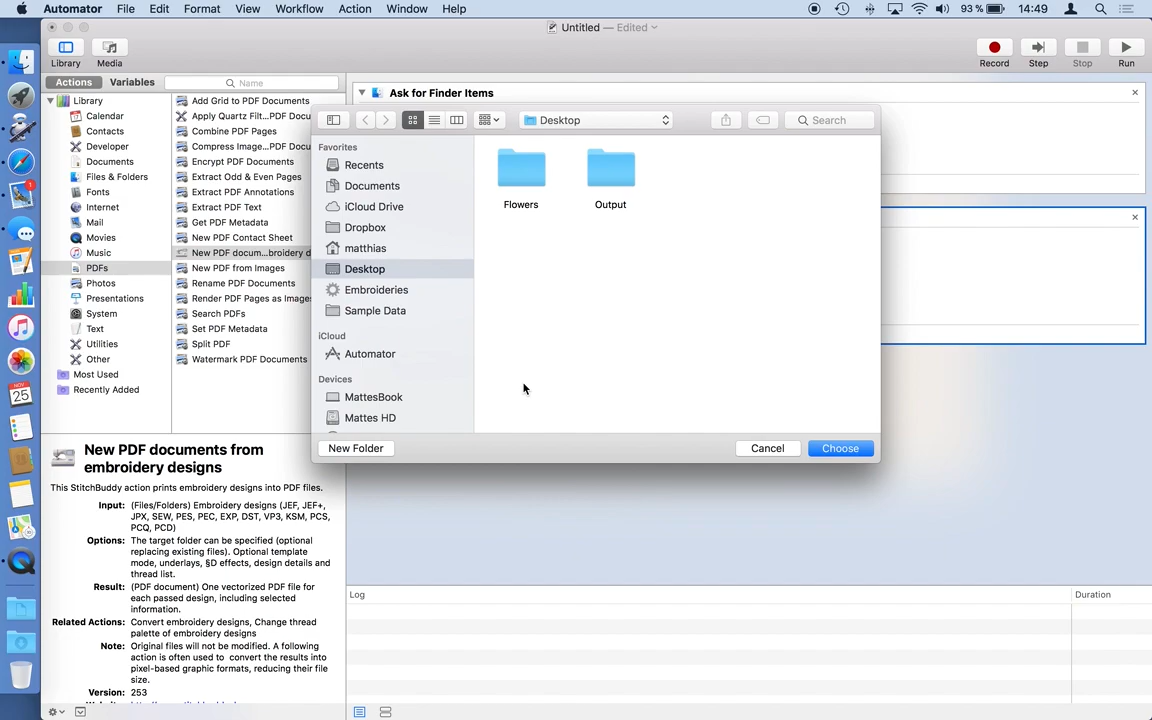 Automator File Edit Format View Workflow Action Window Help 93 % 14:49
Untitled — Edited
Library Media Record Step Stop Run
Actions Variables Name
Library
Calendar
Contacts
Developer
Documents
Files & Folders
Fonts
Internet
Mail
Movies
Music
PDFs
Photos
Presentations
System
Text
Utilities
Other
Most Used
Recently Added
Add Grid to PDF Documents
Apply Quartz Filt...PDF Docu
Combine PDF Pages
Compress Image...PDF Docu
Encrypt PDF Documents
Extract Odd & Even Pages
Extract PDF Annotations
Extract PDF Text
Get PDF Metadata
New PDF Contact Sheet
New PDF docum...broidery d
New PDF from Images
Rename PDF Documents
Render PDF Pages as Images
Search PDFs
Set PDF Metadata
Split PDF
Watermark PDF Documents
Ask for Finder Items
Desktop Search
Favorites
Recents
Documents
iCloud Drive
Dropbox
matthias
Desktop
Embroideries
Sample Data
iCloud
Automator
Devices
MattesBook
Mattes HD
Flowers Output
New Folder Cancel Choose
New PDF documents from
embroidery designs
This StitchBuddy action prints embroidery designs into PDF files.
Input: (Files/Folders) Embroidery designs (JEF, JEF+,
JPX, SEW, PES, PEC, EXP, DST, VP3, KSM, PCS,
PCQ, PCD)
Options: The target folder can be specified (optional
replacing existing files). Optional template
mode, underlays, §D effects, design details and
thread list.
Result: (PDF document) One vectorized PDF file for
each passed design, including selected
information.
Related Actions: Convert embroidery designs, Change thread
palette of embroidery designs
Note: Original files will not be modified. A following
action is often used to convert the results into
pixel-based graphic formats, reducing their file
size.
Version: 253
Log Duration
NOV
25
1